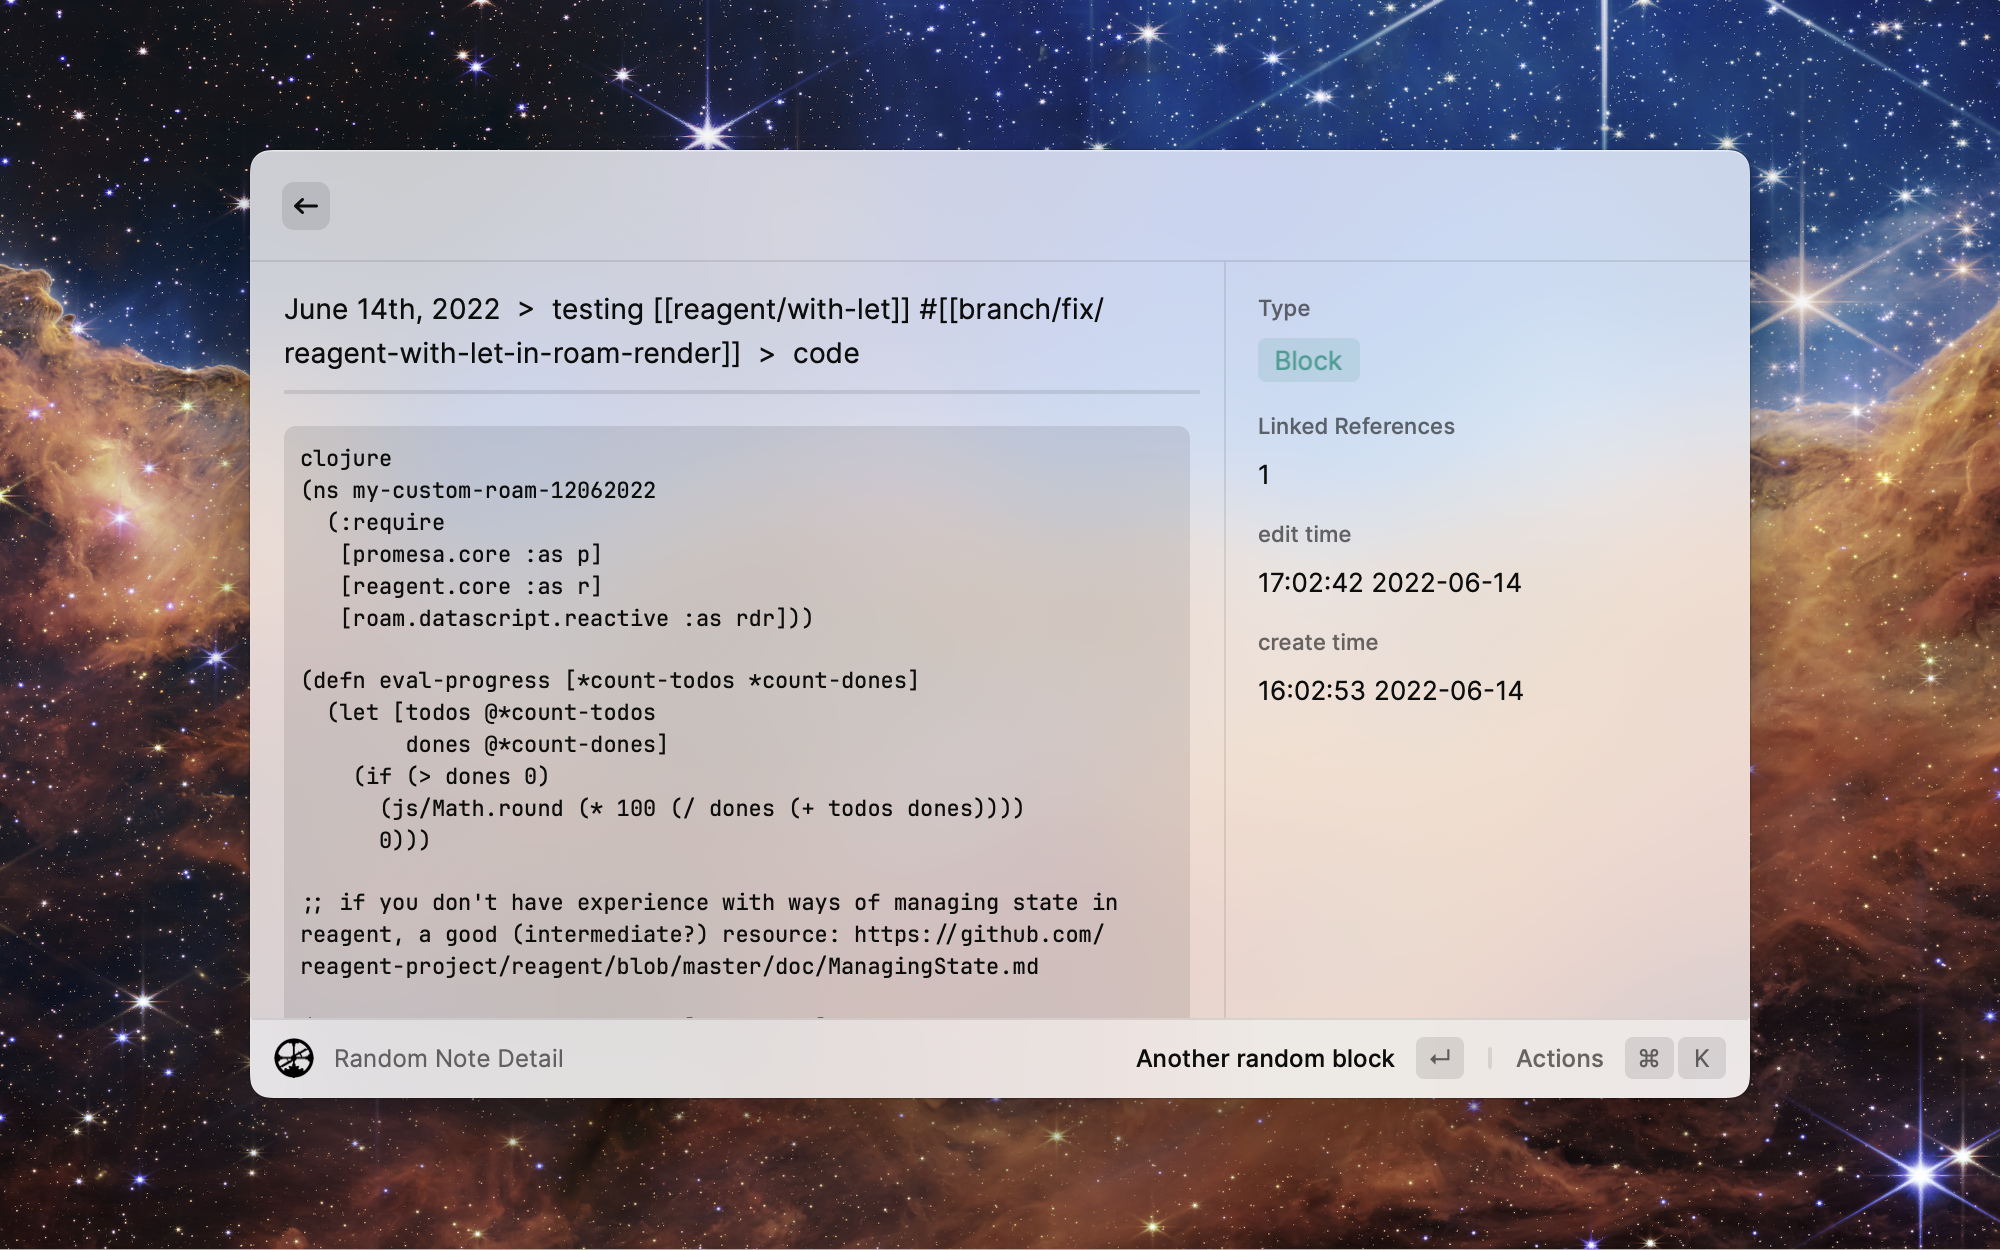 June 14th, 2022 > testing [[reagent/with-let]] #[[branch/fix/
reagent-with-let-in-roam-render]] > code
clojure
(ns my-custom-roam-12062022
  (:require
   [promesa.core :as p]
   [reagent.core :as r]
   [roam.datascript.reactive :as rdr]))
(defn eval-progress [*count-todos *count-dones]
  (let [todos @*count-todos
        dones @*count-dones]
    (if (> dones 0)
      (js/Math.round (* 100 (/ dones (+ todos dones))))
      0)))
;; if you don't have experience with ways of managing state in
reagent, a good (intermediate?) resource: https://github.com/
reagent-project/reagent/blob/master/doc/ManagingState.md
Type
Block
Linked References
1
edit time
17:02:42 2022-06-14
create time
16:02:53 2022-06-14
Random Note Detail
Another random block ↵ | Actions ⌘ K